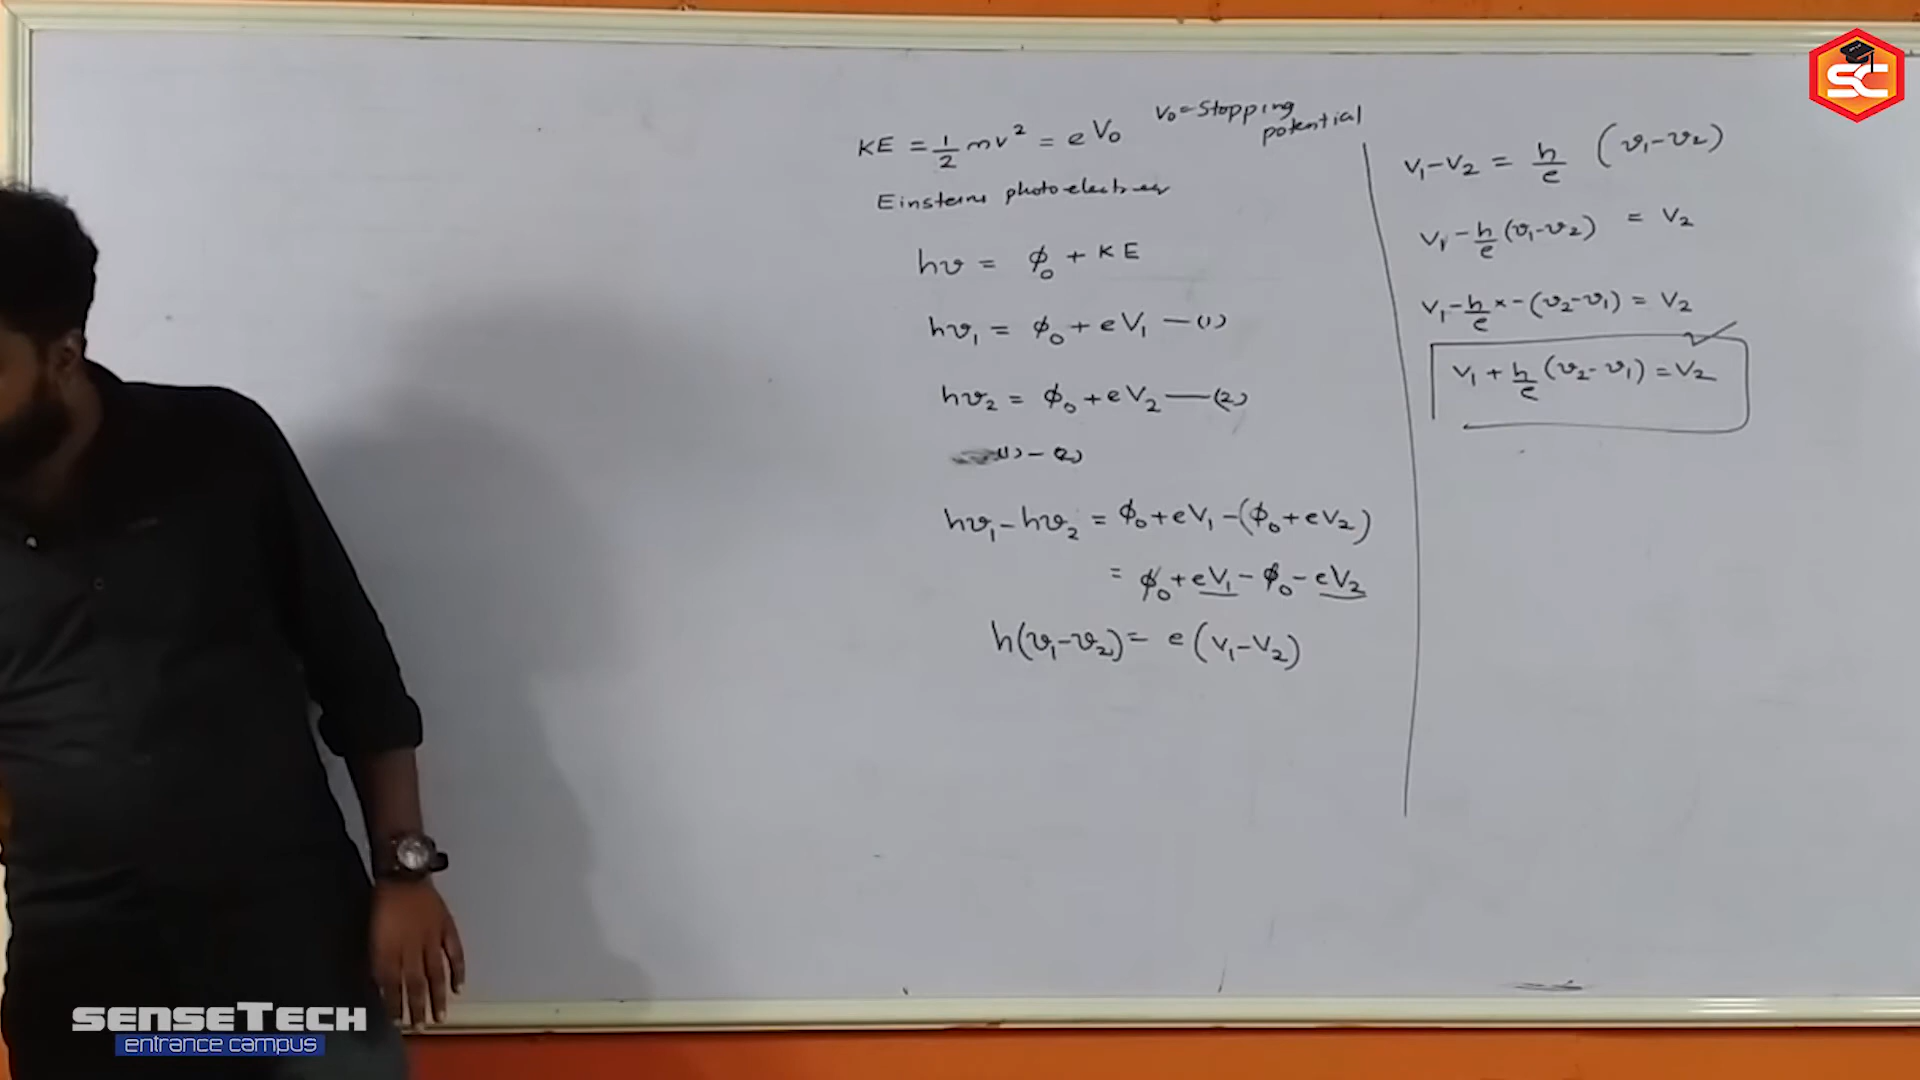 KE = 1/2 mv² = eV₀
V₀ = Stopping
potential
Einsteins photoelectric
hν = ϕ₀ + KE
hν₁ = ϕ₀ + eV₁ —(1)
hν₂ = ϕ₀ + eV₂ —(2)
(1) - (2)
hν₁ - hν₂ = ϕ₀ + eV₁ - (ϕ₀ + eV₂)
= ϕ₀ + eV₁ - ϕ₀ - eV₂
h(ν₁ - ν₂) = e(V₁ - V₂)
V₁ - V₂ = h/e (ν₁ - ν₂)
V₁ - h/e (ν₁ - ν₂) = V₂
V₁ - h/e × -(ν₂ - ν₁) = V₂
V₁ + h/e (ν₂ - ν₁) = V₂
SC
SENSETECH
entrance campus